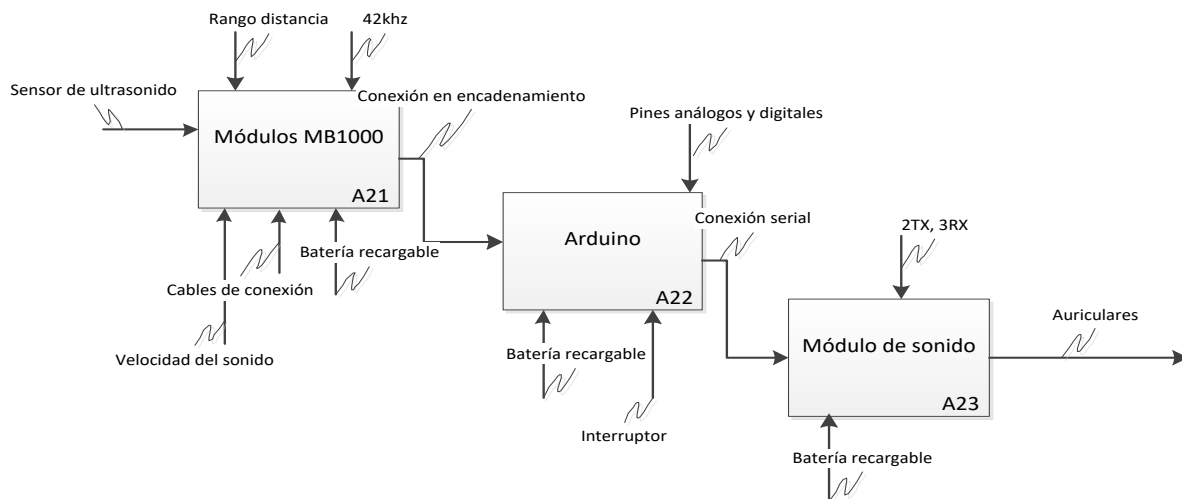 Rango distancia
42khz
Sensor de ultrasonido
Conexión en encadenamiento
Módulos MB1000
A21
Pines análogos y digitales
Batería recargable
Cables de conexión
Velocidad del sonido
Arduino
Conexión serial
A22
2TX, 3RX
Batería recargable
Interruptor
Módulo de sonido
A23
Auriculares
Batería recargable